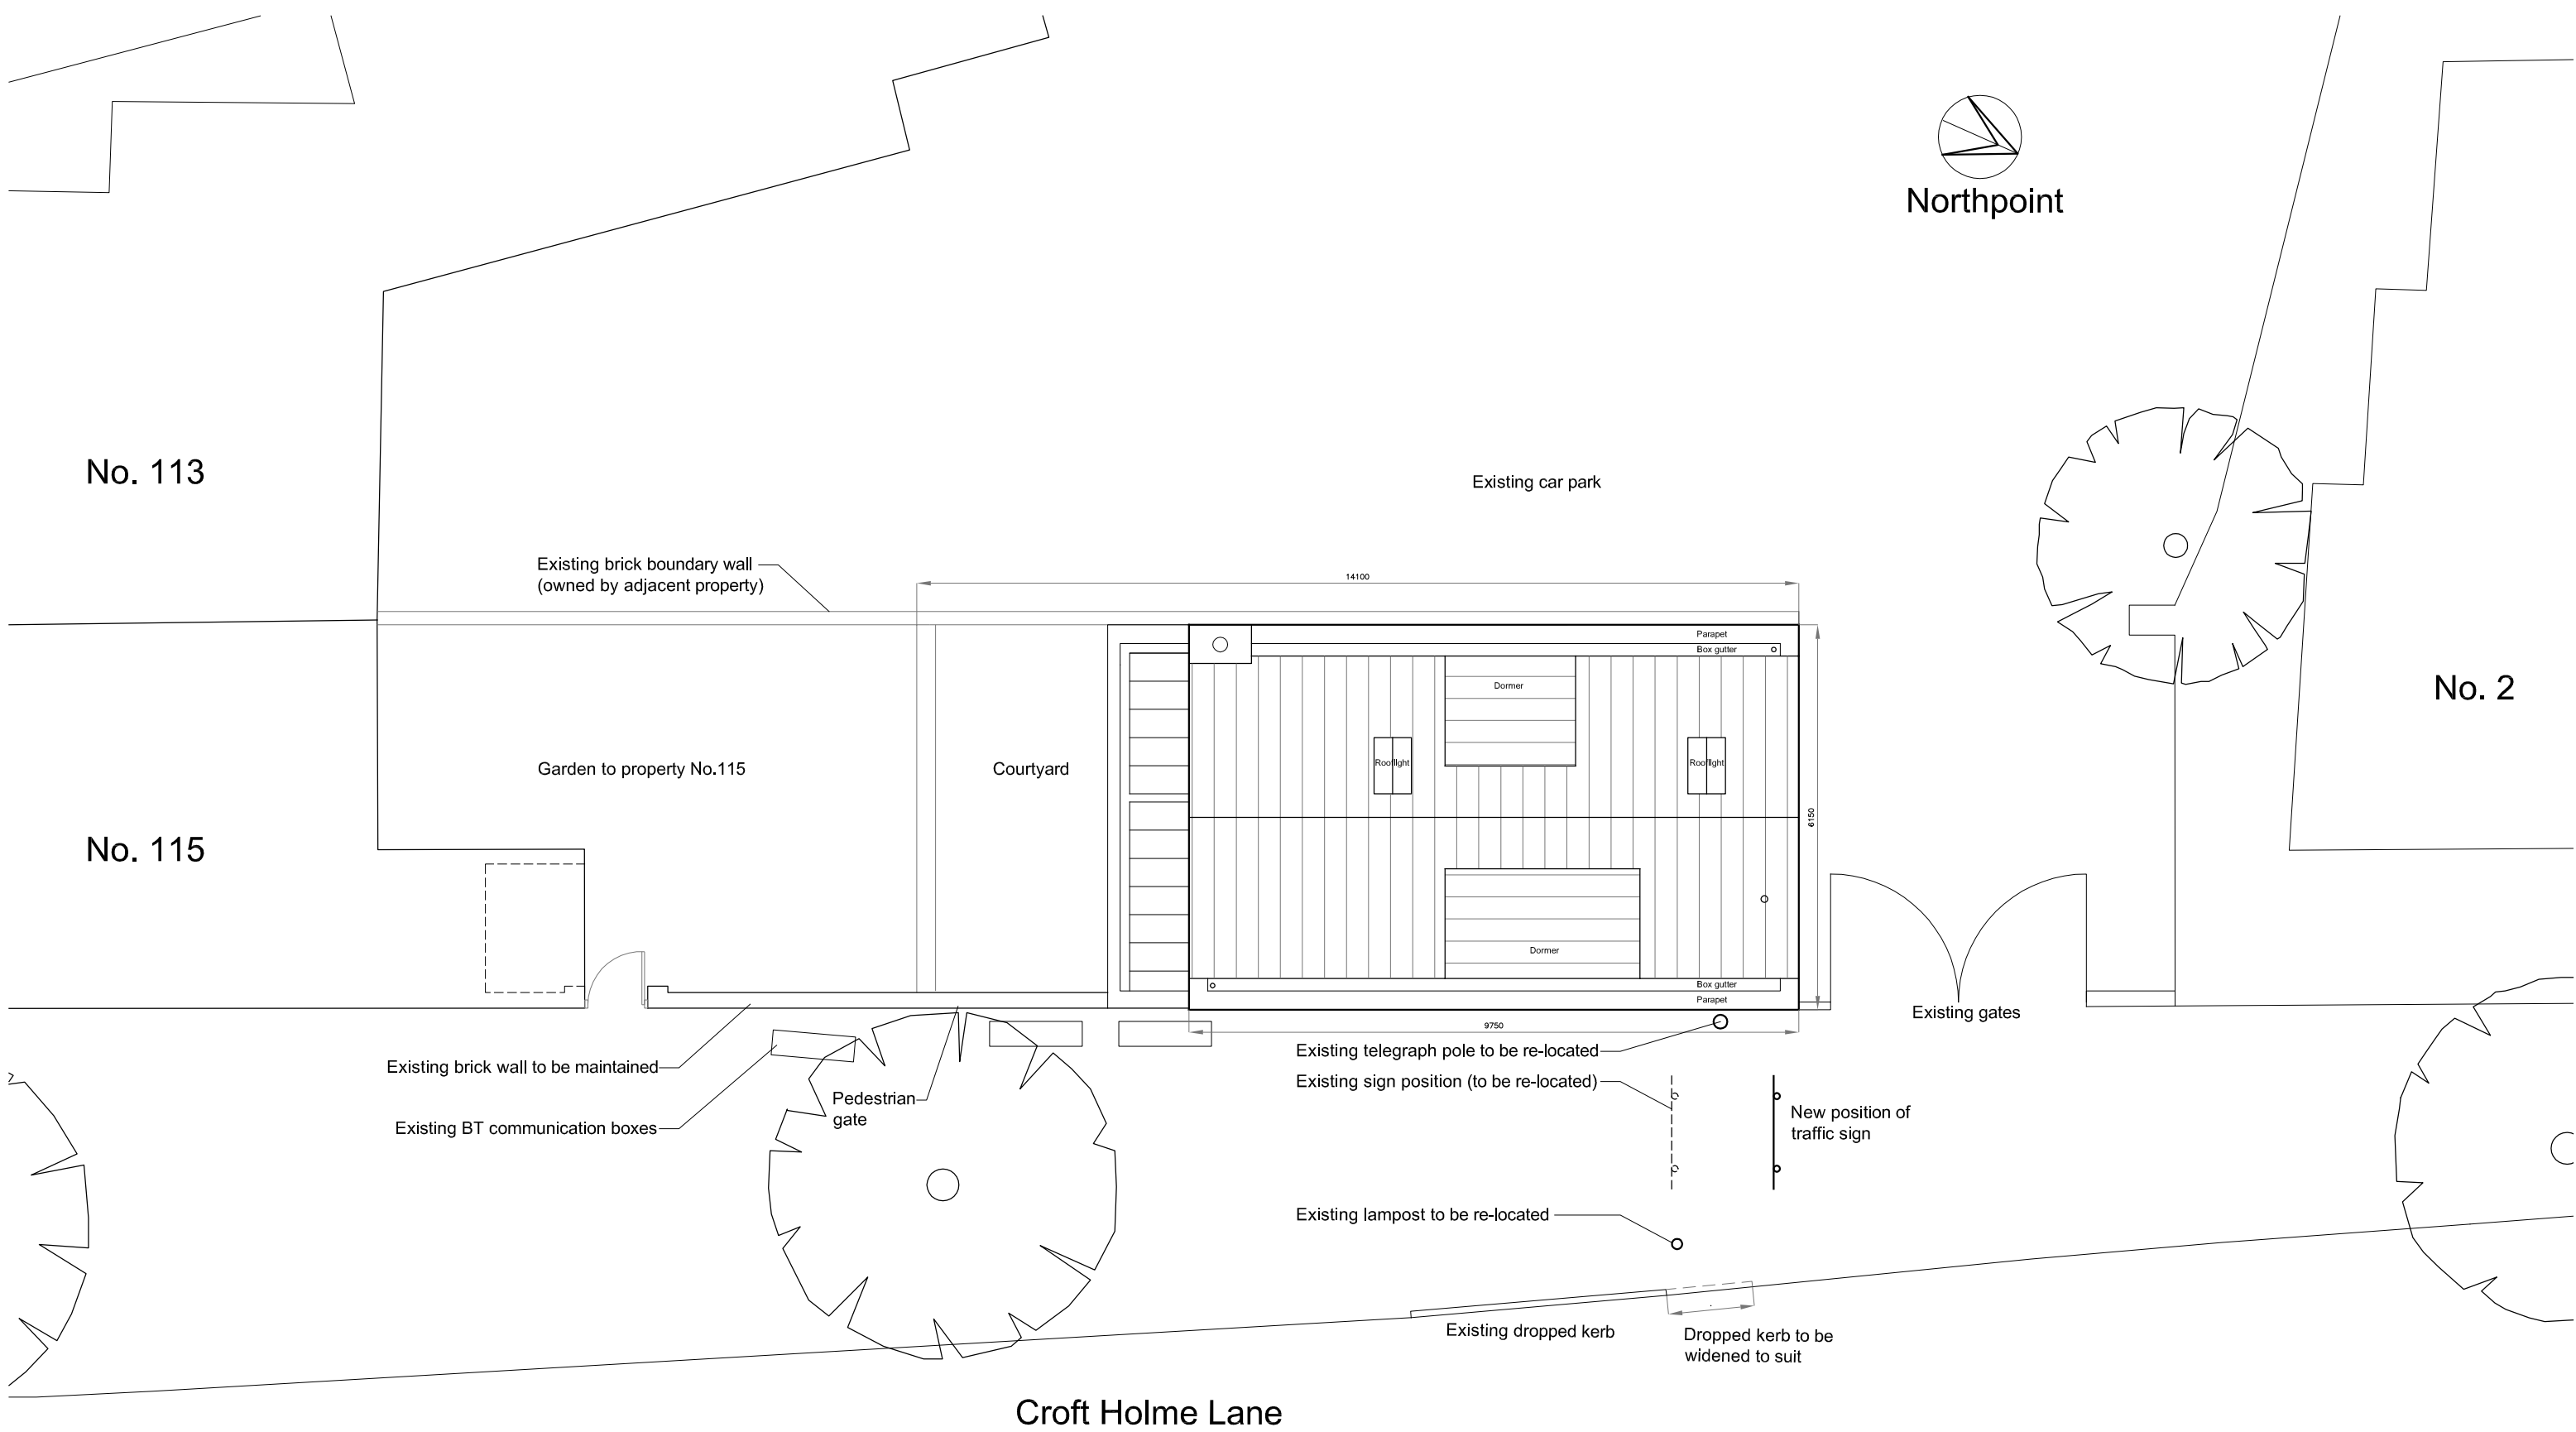 Northpoint
No. 113
Existing car park
Existing brick boundary wall
(owned by adjacent property)
14100
Parapet
Box gutter
Dormer
No. 2
Rooflight
Rooflight
Garden to property No.115
Courtyard
6150
No. 115
Dormer
Box gutter
Parapet
Existing gates
9750
Existing telegraph pole to be re-located
Existing brick wall to be maintained
Existing sign position (to be re-located)
Pedestrian
gate
New position of
traffic sign
Existing BT communication boxes
Existing lampost to be re-located
Existing dropped kerb
Dropped kerb to be
widened to suit
Croft Holme Lane